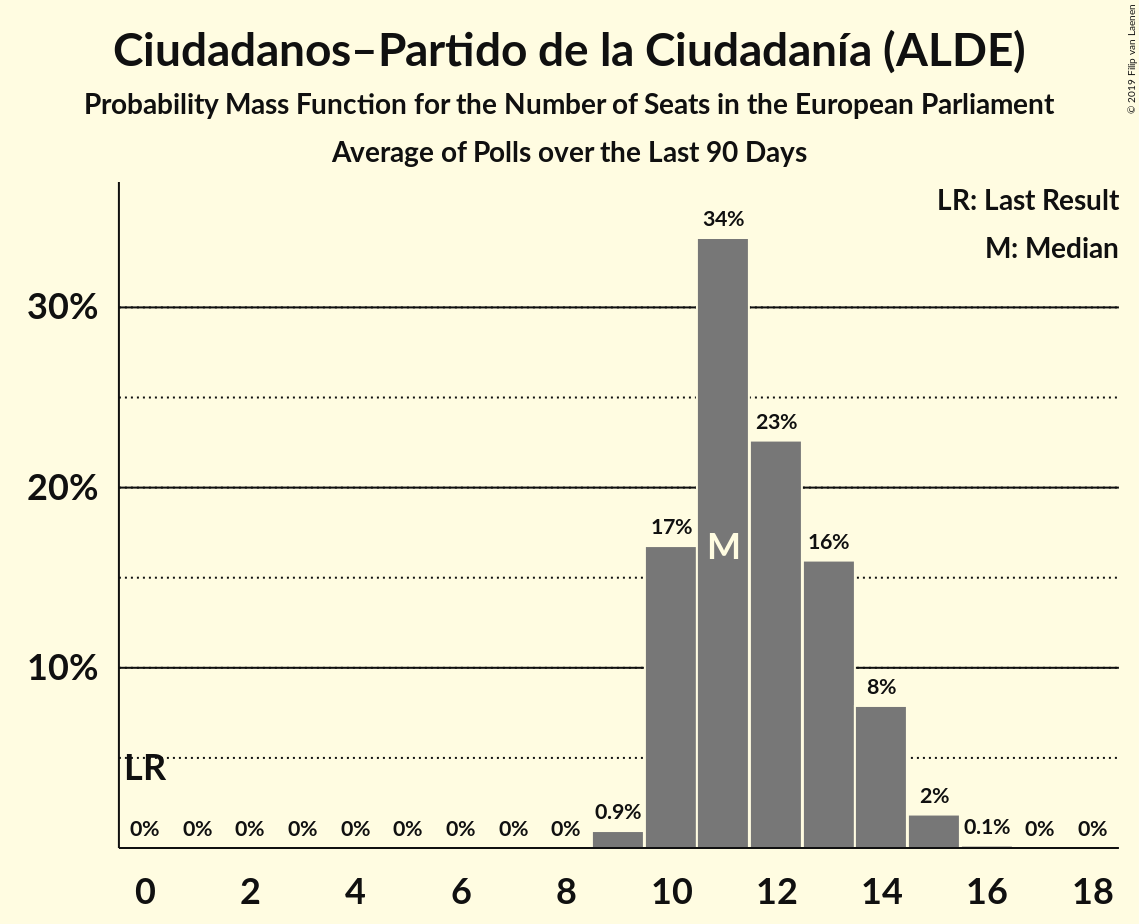 Ciudadanos–Partido de la Ciudadanía (ALDE)
Probability Mass Function for the Number of Seats in the European Parliament
Average of Polls over the Last 90 Days
© 2019 Filip van Laenen
LR: Last Result
M: Median
34%
30%
23%
20%
17%
16%
M
10%
8%
LR
2%
0% 0% 0% 0% 0% 0% 0% 0% 0% 0.9% 0.1% 0% 0%
0 2 4 6 8 10 12 14 16 18